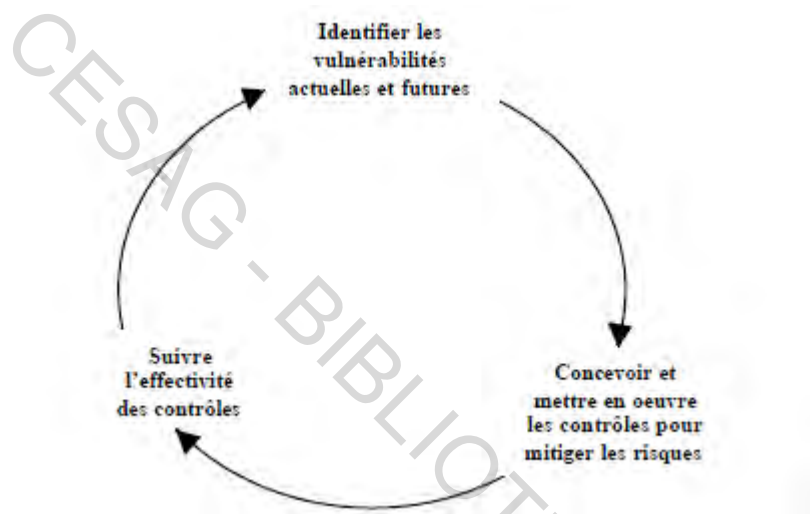 Identifier les
vulnérabilités
actuelles et futures
Suivre
l'effectivité
des contrôles
Concevoir et
mettre en oeuvre
les contrôles pour
mitiger les risques
CESAG - BIBLIOT